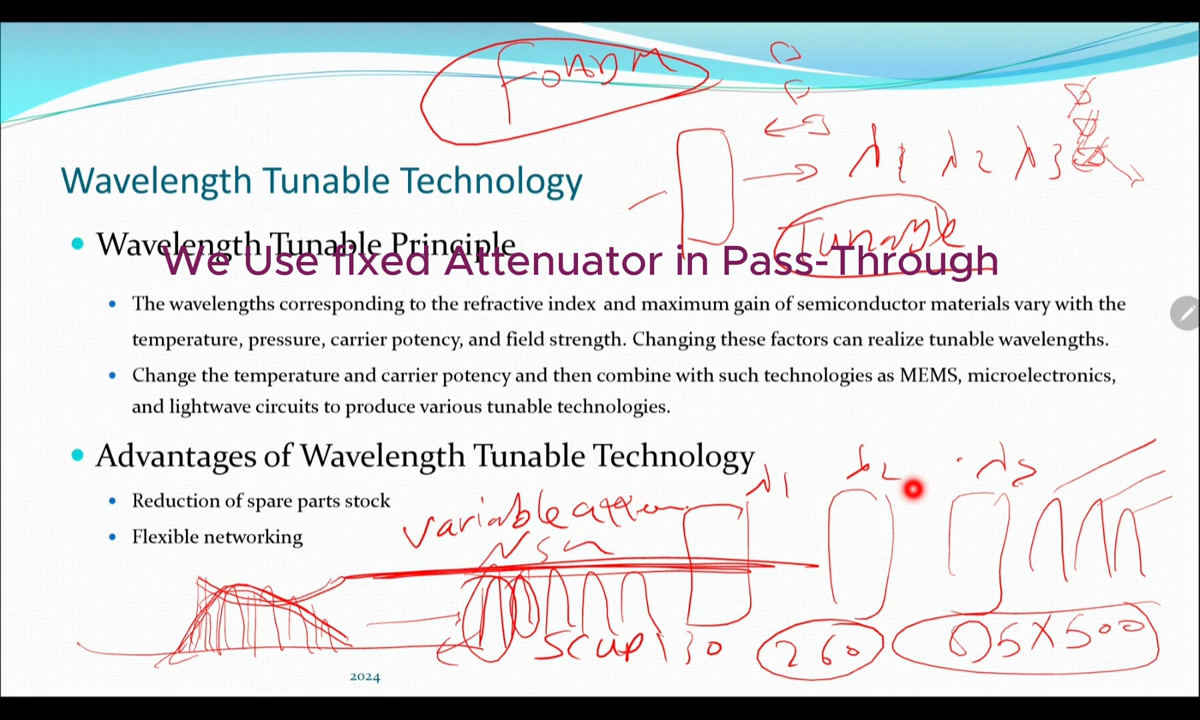 FOADM
λ1 λ2 λ3
Wavelength Tunable Technology
Tunable
Wavelength Tunable Principle
We Use fixed Attenuator in Pass-Through
The wavelengths corresponding to the refractive index and maximum gain of semiconductor materials vary with the
temperature, pressure, carrier potency, and field strength. Changing these factors can realize tunable wavelengths.
Change the temperature and carrier potency and then combine with such technologies as MEMS, microelectronics,
and lightwave circuits to produce various tunable technologies.
Advantages of Wavelength Tunable Technology
λ1
Reduction of spare parts stock
variable atten
Flexible networking
260
2024